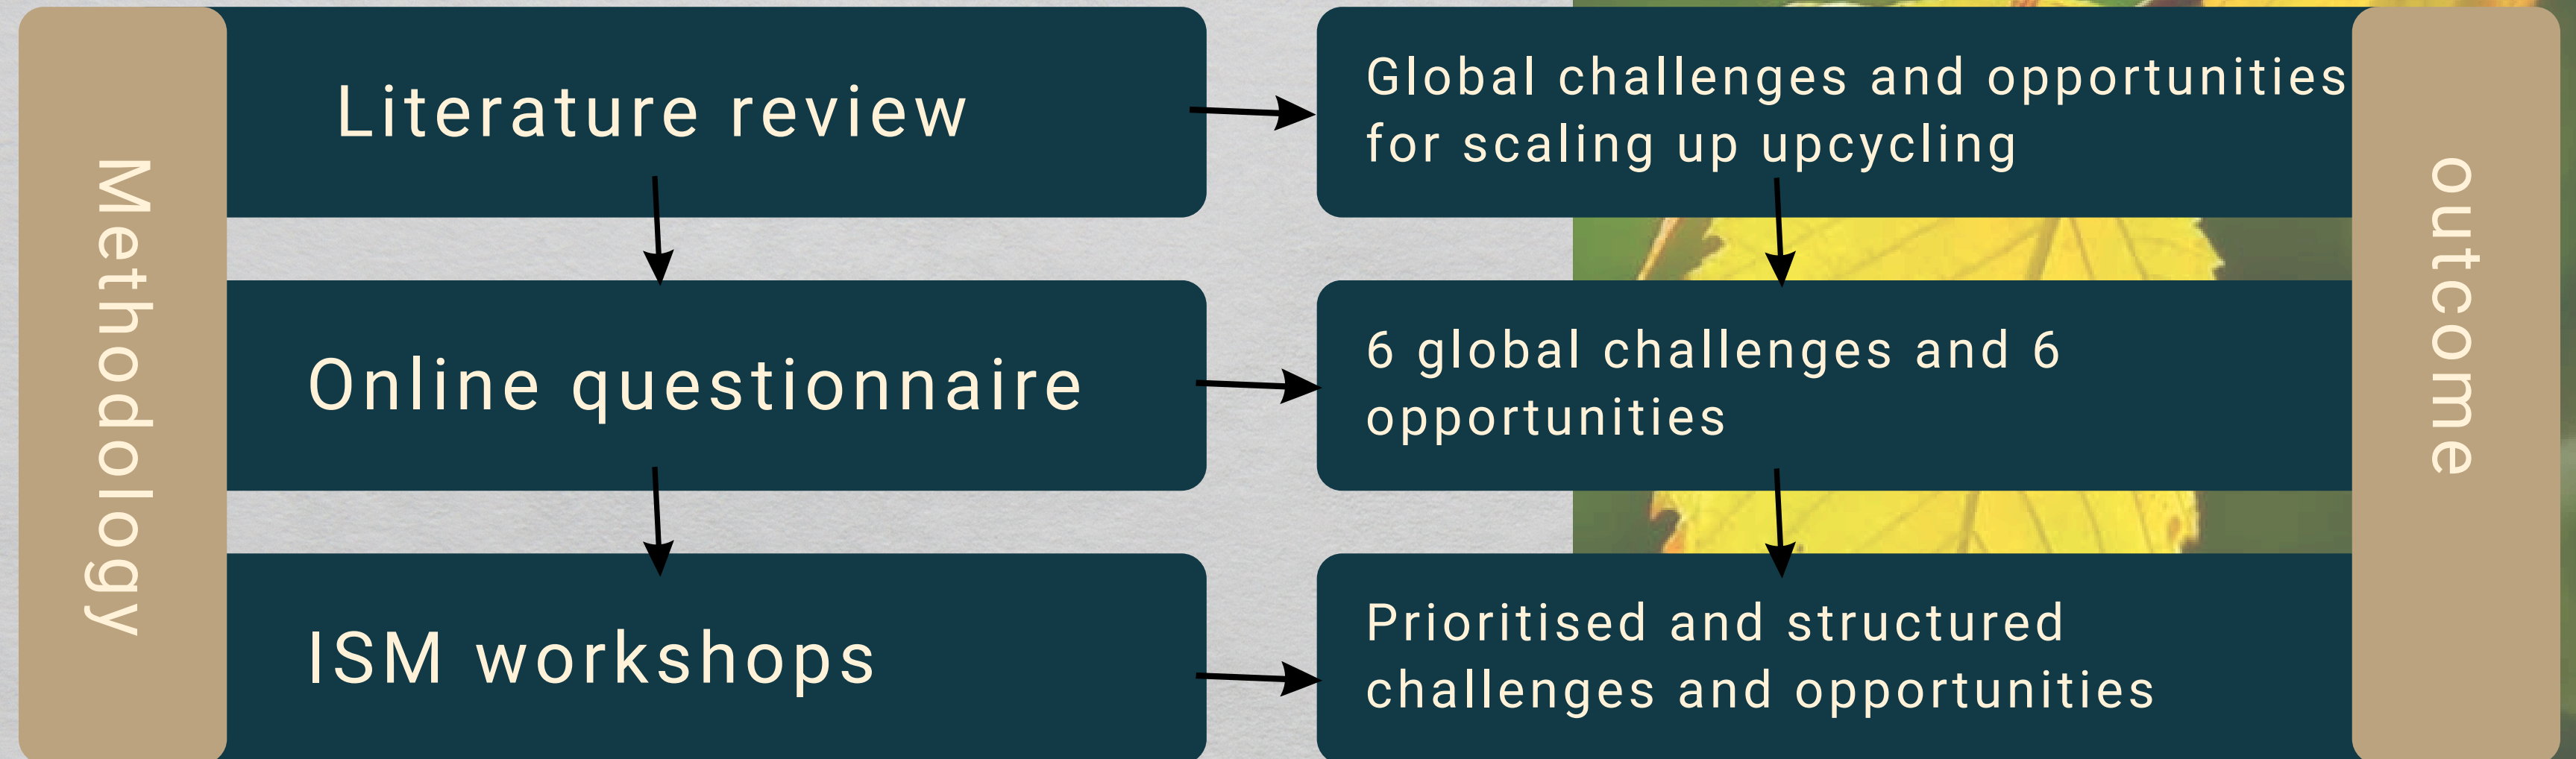 Methodology
Literature review
Global challenges and opportunities
for scaling up upcycling
Online questionnaire
6 global challenges and 6
opportunities
ISM workshops
Prioritised and structured
challenges and opportunities
outcome